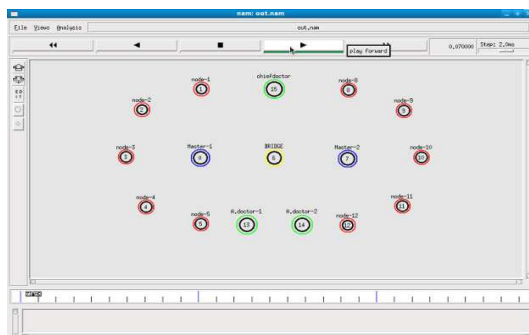 nam: out.nam
File Views Analysis out.nam
0.070000 Step: 2.0ms
play forward
chiefdoctor
node-1 15 node-8
1 8
node-2 node-9
2 9
node-3 Master-1 BRIDGE Master-2 node-10
3 0 6 7 10
node-4 node-11
4 11
node-5 A.doctor-1 A.doctor-2 node-12
5 13 14 12